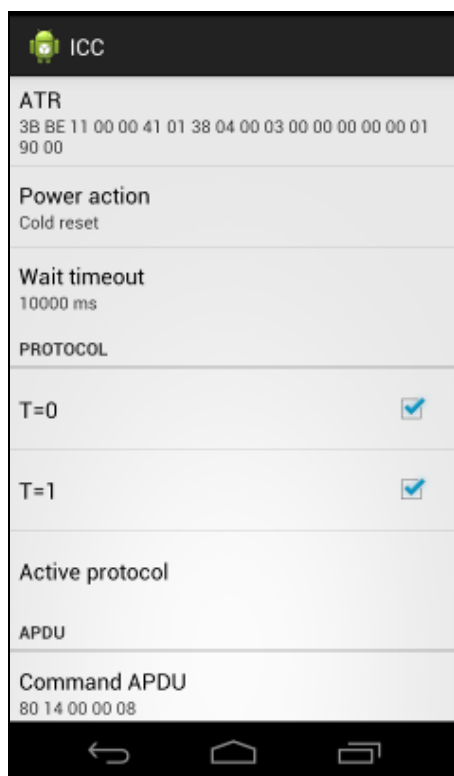 ICC
ATR
3B BE 11 00 00 41 01 38 04 00 03 00 00 00 00 00 01
90 00
Power action
Cold reset
Wait timeout
10000 ms
PROTOCOL
T=0
T=1
Active protocol
APDU
Command APDU
80 14 00 00 08